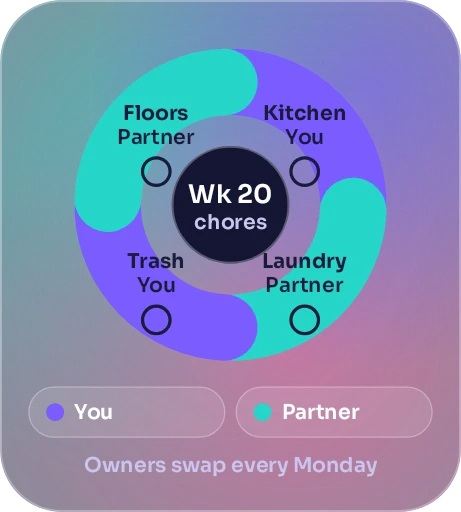 Floors
Partner
Kitchen
You
Wk 20
chores
Trash
You
Laundry
Partner
You
Partner
Owners swap every Monday